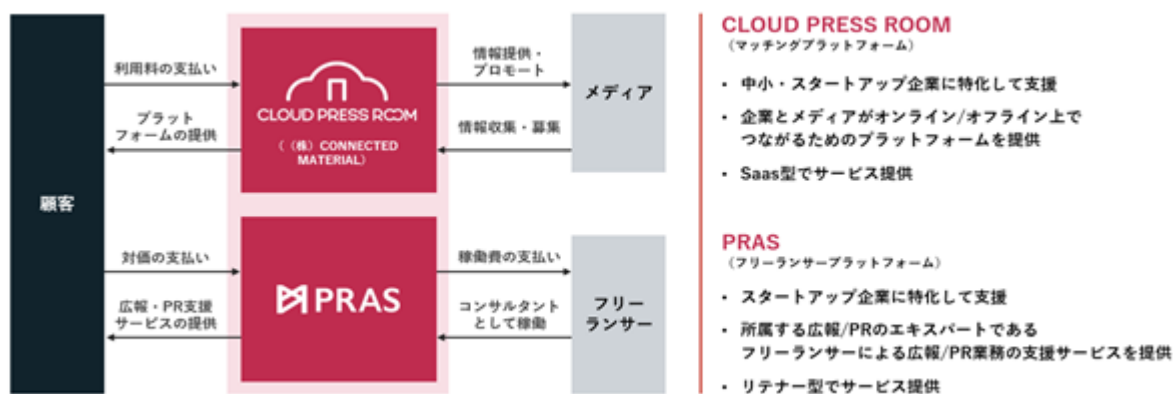 顧客
利用料の支払い
プラット
フォームの提供
CLOUD PRESS ROOM
(（株）CONNECTED
MATERIAL)
情報提供・
プロモート
情報収集・募集
メディア
対価の支払い
広報・PR支援
サービスの提供
PRAS
稼働費の支払い
コンサルタント
として稼働
フリー
ランサー
CLOUD PRESS ROOM
（マッチングプラットフォーム）
・ 中小・スタートアップ企業に特化して支援
・ 企業とメディアがオンライン/オフライン上で
つながるためのプラットフォームを提供
・ Saas型でサービス提供
PRAS
（フリーランサープラットフォーム）
・ スタートアップ企業に特化して支援
・ 所属する広報/PRのエキスパートである
フリーランサーによる広報/PR業務の支援サービスを提供
・ リテナー型でサービス提供